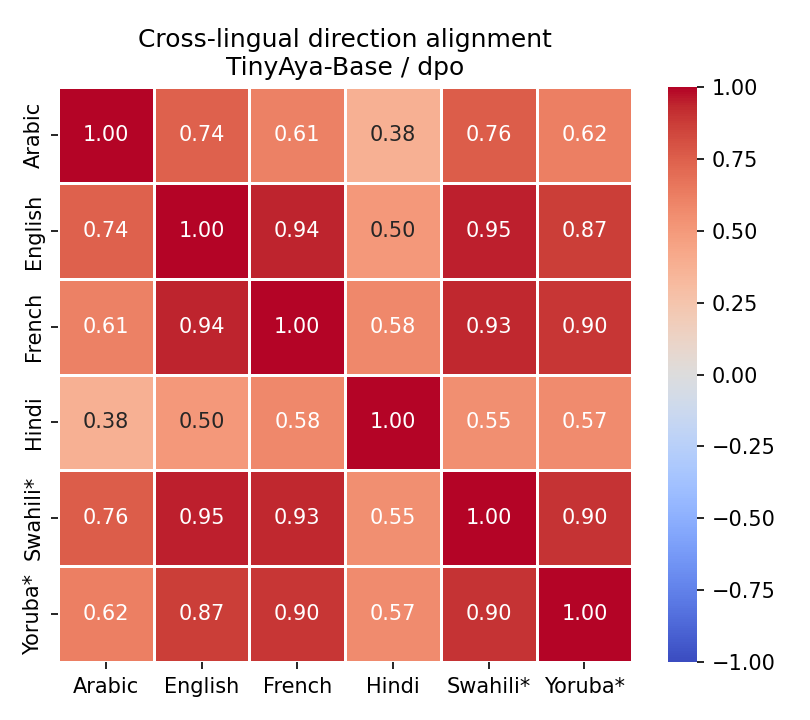 Cross-lingual direction alignment
TinyAya-Base / dpo
Arabic 1.00 0.74 0.61 0.38 0.76 0.62
English 0.74 1.00 0.94 0.50 0.95 0.87
French 0.61 0.94 1.00 0.58 0.93 0.90
Hindi 0.38 0.50 0.58 1.00 0.55 0.57
Swahili* 0.76 0.95 0.93 0.55 1.00 0.90
Yoruba* 0.62 0.87 0.90 0.57 0.90 1.00
Arabic English French Hindi Swahili* Yoruba*
1.00
0.75
0.50
0.25
0.00
−0.25
−0.50
−0.75
−1.00